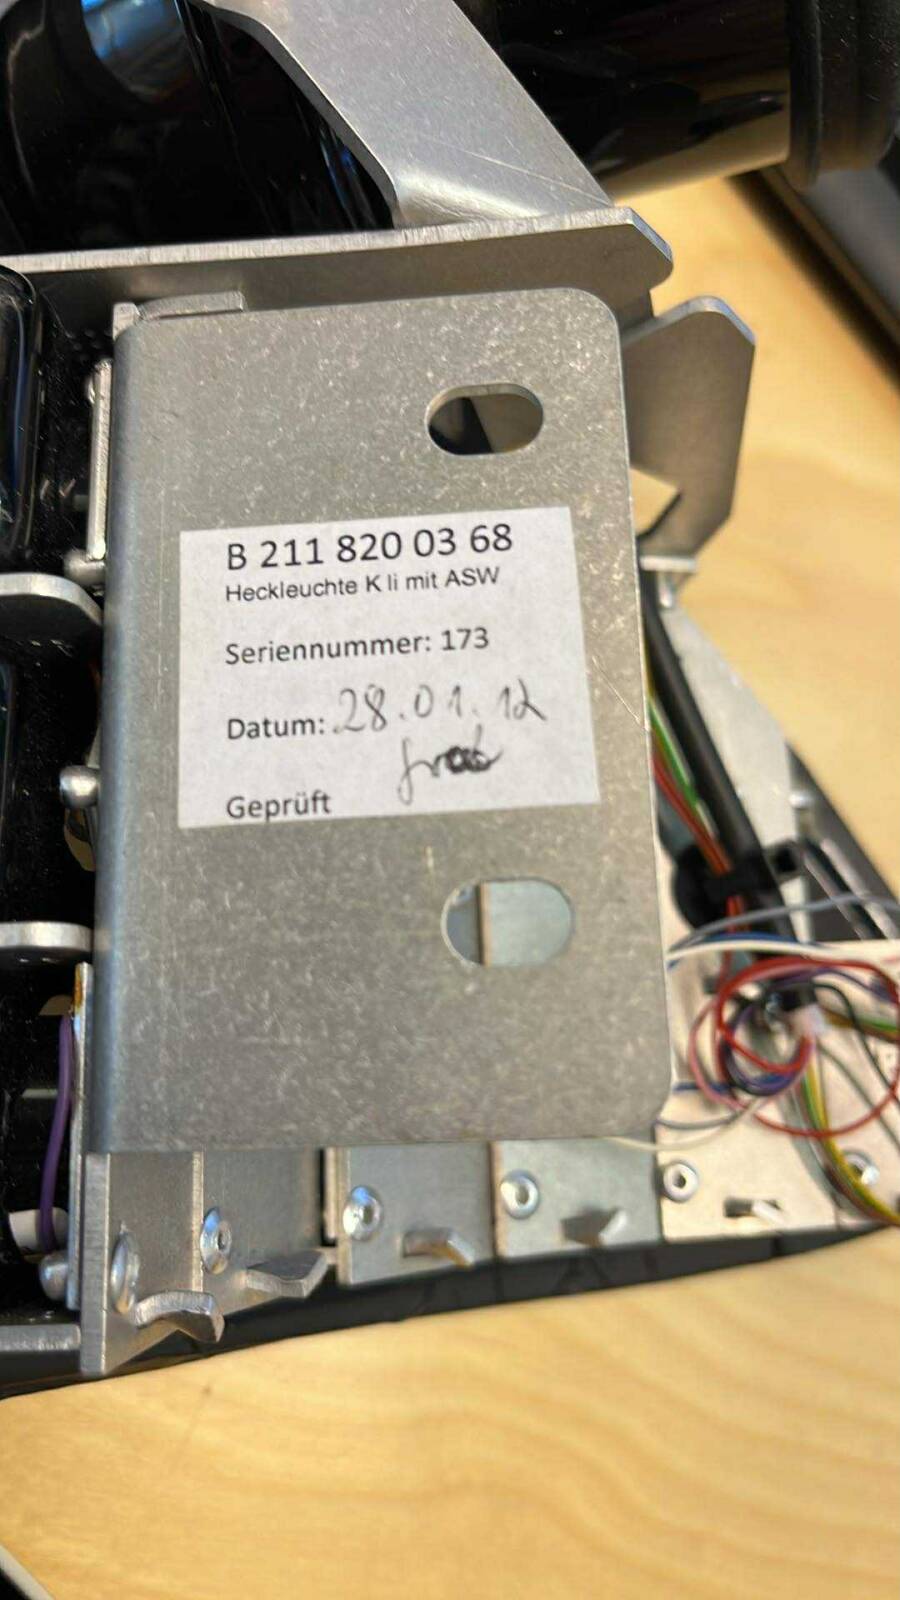 B 211 820 03 68
Heckleuchte K li mit ASW
Seriennummer: 173
Datum: 28.01.12
Geprüft